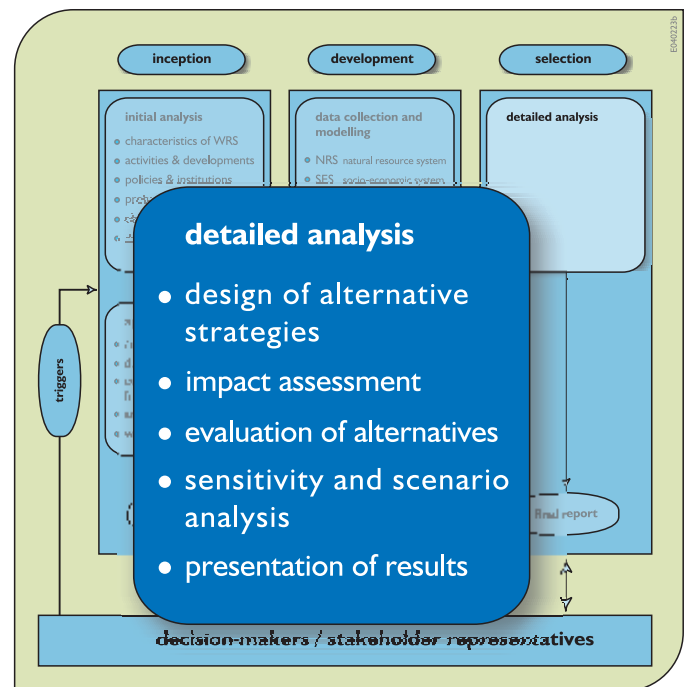 E040223b
inception
development
selection
initial analysis
characteristics of WRS
activities & developments
policies & institutions
data collection and
modelling
NRS natural resource system
SES socio-economic system
detailed analysis
detailed analysis
• design of alternative
strategies
• impact assessment
• evaluation of alternatives
• sensitivity and scenario
analysis
• presentation of results
triggers
final report
decision-makers / stakeholder representatives